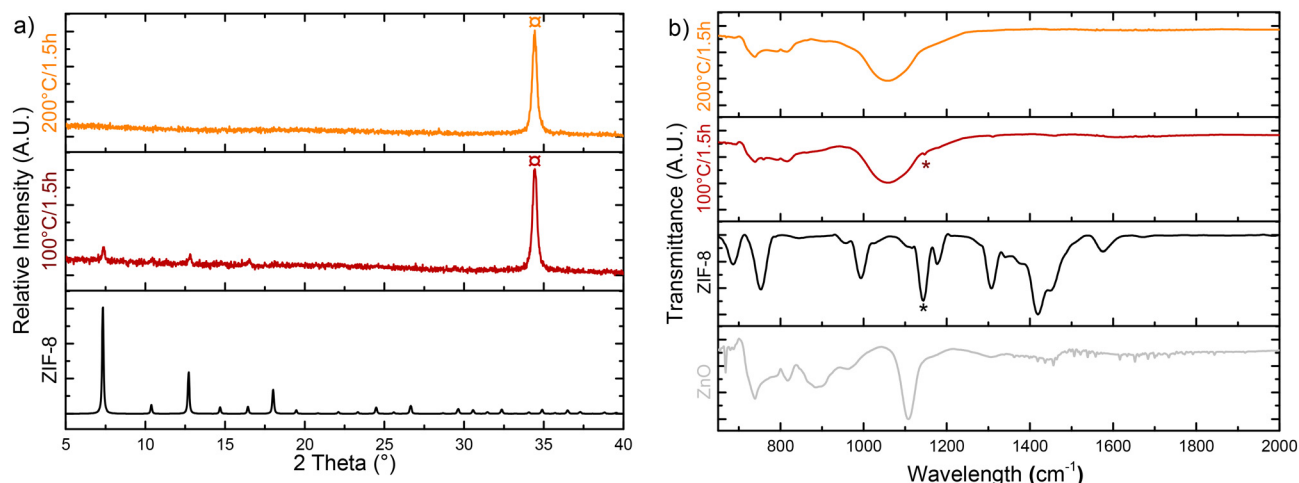 a)
Relative Intensity (A.U.)
200°C/1.5h
100°C/1.5h
ZIF-8
¤
¤
5 10 15 20 25 30 35 40
2 Theta (°)
b)
Transmittance (A.U.)
200°C/1.5h
100°C/1.5h
ZIF-8
ZnO
*
*
800 1000 1200 1400 1600 1800 2000
Wavelength (cm-1)